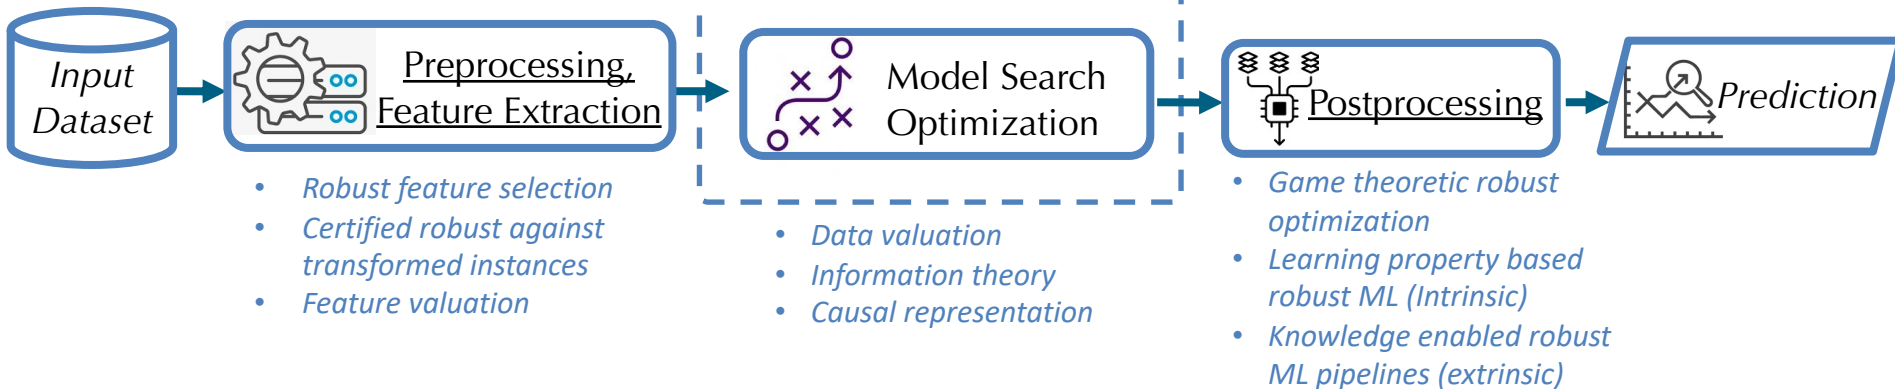 Input
Dataset
Preprocessing,
Feature Extraction
Model Search
Optimization
Postprocessing
Prediction
• Robust feature selection
• Certified robust against
transformed instances
• Feature valuation
• Data valuation
• Information theory
• Causal representation
• Game theoretic robust
optimization
• Learning property based
robust ML (Intrinsic)
• Knowledge enabled robust
ML pipelines (extrinsic)